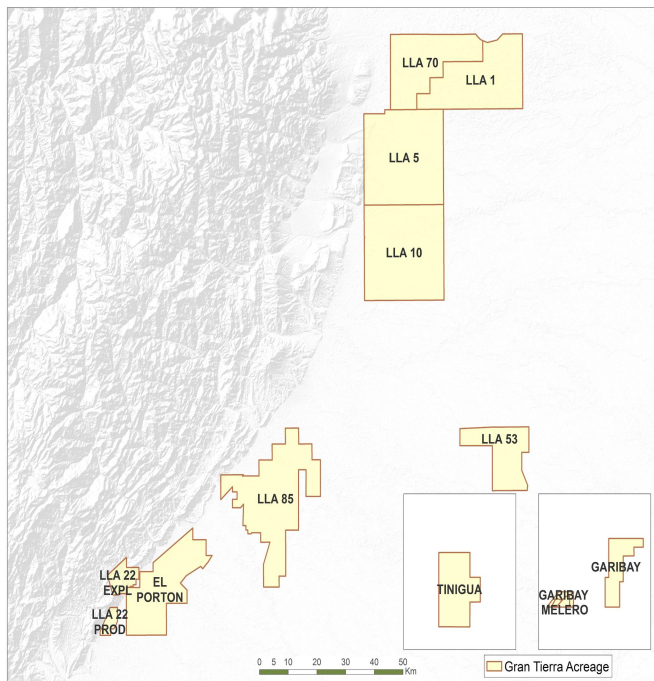 LLA 70
LLA 1
LLA 5
LLA 10
LLA 53
LLA 85
LLA 22
EXPL
EL
PORTON
LLA 22
PROD
TINIGUA
GARIBAY
GARIBAY
MELERO
0 5 10 20 30 40 50
Km
Gran Tierra Acreage